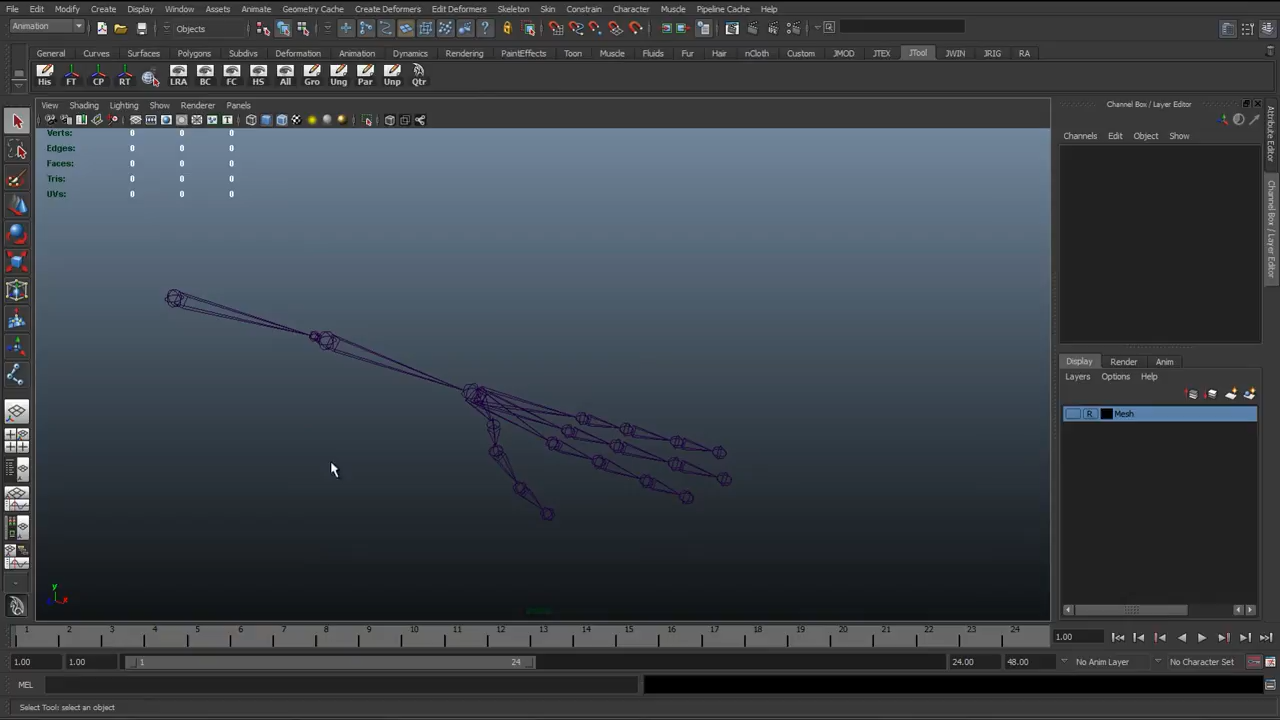 File Edit Modify Create Display Window Assets Animate Geometry Cache Create Deformers Edit Deformers Skeleton Skin Constrain Character Muscle Pipeline Cache Help
Animation Objects
General Curves Surfaces Polygons Subdivs Deformation Animation Dynamics Rendering PaintEffects Toon Muscle Fluids Fur Hair nCloth Custom JMOD JTEX JTool JWIN JRIG RA
His FT CP RT LRA BC FC HS All Gro Ung Par Unp Qtr
View Shading Lighting Show Renderer Panels
Channel Box / Layer Editor
Verts: 0 0 0
Edges: 0 0 0
Faces: 0 0 0
Tris: 0 0 0
UVs: 0 0 0
Channels Edit Object Show
Attribute Editor
Channel Box / Layer Editor
Display Render Anim
Layers Options Help
R Mesh
y
x
1 2 3 4 5 6 7 8 9 10 11 12 13 14 15 16 17 18 19 20 21 22 23 24
1.00
1.00 1.00 1 24 24.00 48.00 No Anim Layer No Character Set
MEL
Select Tool: select an object